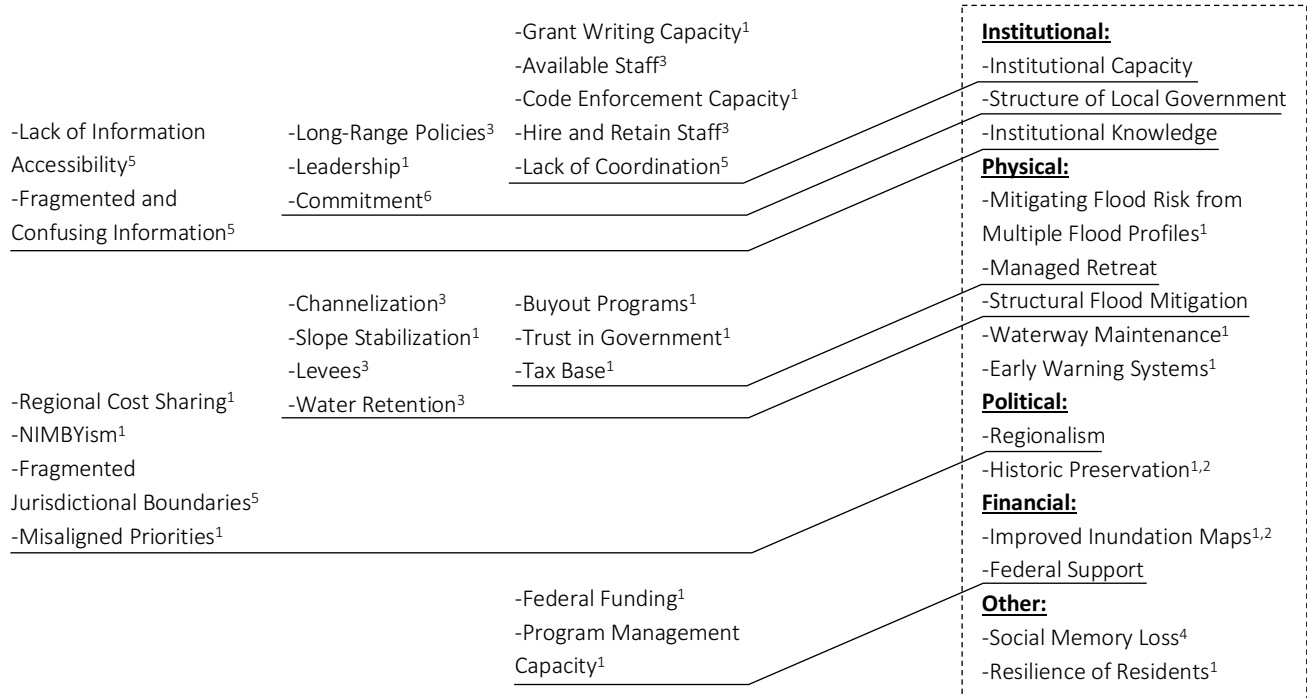 -Grant Writing Capacity¹
-Available Staff³
-Code Enforcement Capacity¹
-Hire and Retain Staff³
-Lack of Coordination⁵
-Long-Range Policies³
-Leadership¹
-Commitment⁶
-Lack of Information
Accessibility⁵
-Fragmented and
Confusing Information⁵
-Channelization³
-Slope Stabilization¹
-Levees³
-Water Retention³
-Buyout Programs¹
-Trust in Government¹
-Tax Base¹
-Regional Cost Sharing¹
-NIMBYism¹
-Fragmented
Jurisdictional Boundaries⁵
-Misaligned Priorities¹
-Federal Funding¹
-Program Management
Capacity¹
Institutional:
-Institutional Capacity
-Structure of Local Government
-Institutional Knowledge
Physical:
-Mitigating Flood Risk from
Multiple Flood Profiles¹
-Managed Retreat
-Structural Flood Mitigation
-Waterway Maintenance¹
-Early Warning Systems¹
Political:
-Regionalism
-Historic Preservation¹,²
Financial:
-Improved Inundation Maps¹,²
-Federal Support
Other:
-Social Memory Loss⁴
-Resilience of Residents¹